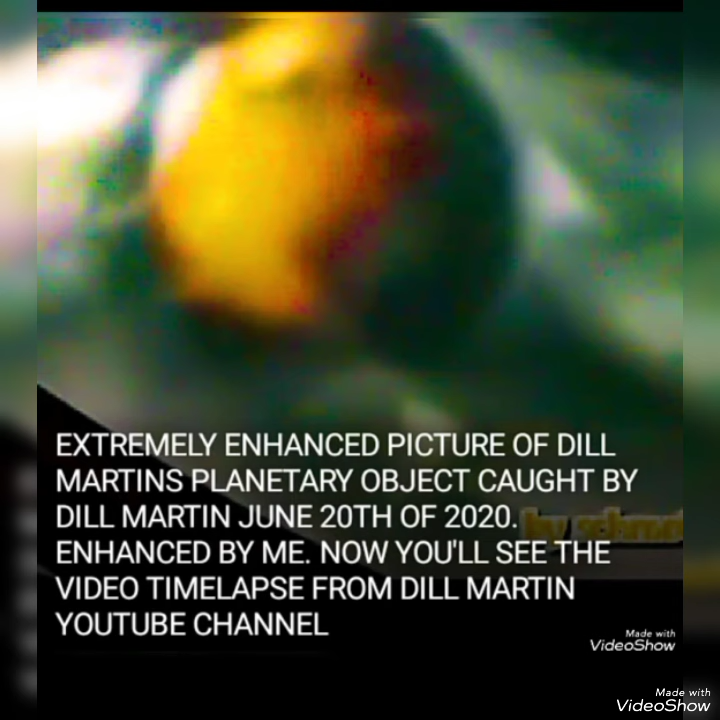 EXTREMELY ENHANCED PICTURE OF DILL
MARTINS PLANETARY OBJECT CAUGHT BY
DILL MARTIN JUNE 20TH OF 2020.
ENHANCED BY ME. NOW YOU'LL SEE THE
VIDEO TIMELAPSE FROM DILL MARTIN
YOUTUBE CHANNEL
Made with
VideoShow
Made with
VideoShow